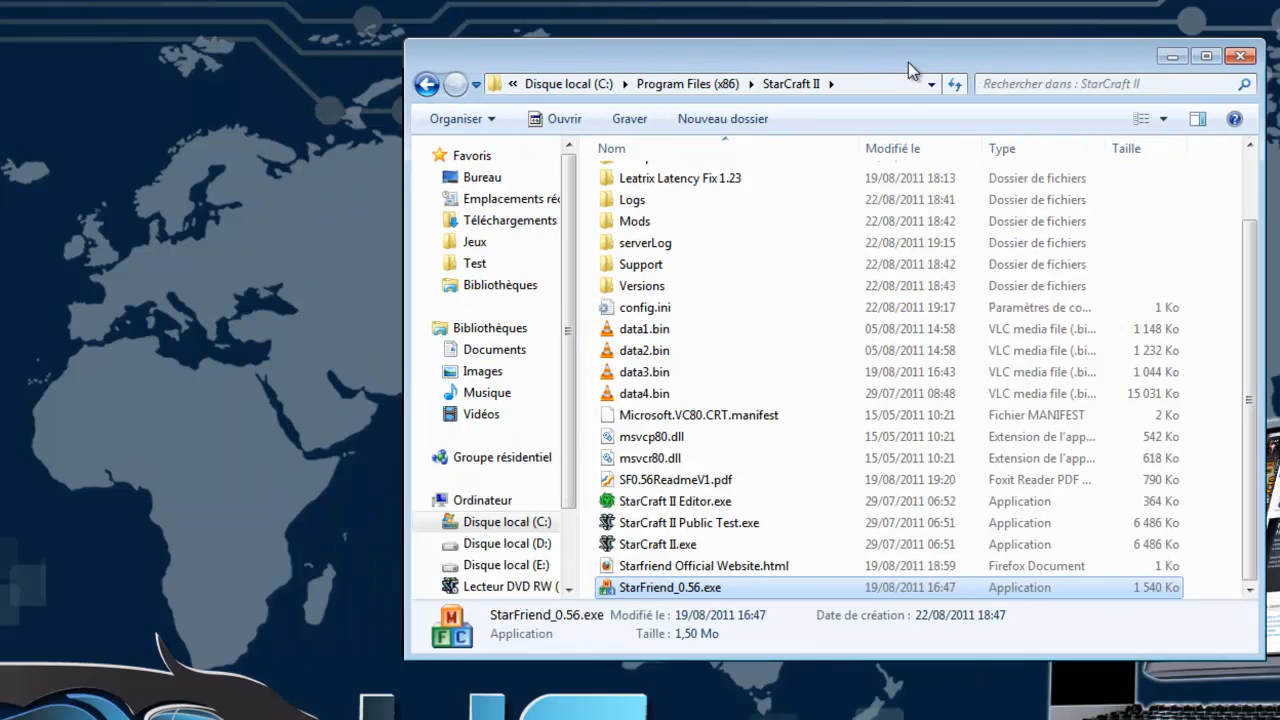 « Disque local (C:) Program Files (x86) StarCraft II
Rechercher dans : StarCraft II
Organiser Ouvrir Graver Nouveau dossier
Nom Modifié le Type Taille
Favoris
Bureau
Emplacements réc
Téléchargements
Jeux
Test
Bibliothèques
Bibliothèques
Documents
Images
Musique
Vidéos
Groupe résidentiel
Ordinateur
Disque local (C:)
Disque local (D:)
Disque local (E:)
Lecteur DVD RW (
Leatrix Latency Fix 1.23 19/08/2011 18:13 Dossier de fichiers
Logs 22/08/2011 18:41 Dossier de fichiers
Mods 22/08/2011 18:42 Dossier de fichiers
serverLog 22/08/2011 19:15 Dossier de fichiers
Support 22/08/2011 18:42 Dossier de fichiers
Versions 22/08/2011 18:43 Dossier de fichiers
config.ini 22/08/2011 19:17 Paramètres de co... 1 Ko
data1.bin 05/08/2011 14:58 VLC media file (.bi... 1 148 Ko
data2.bin 05/08/2011 14:58 VLC media file (.bi... 1 232 Ko
data3.bin 19/08/2011 16:43 VLC media file (.bi... 1 044 Ko
data4.bin 29/07/2011 08:48 VLC media file (.bi... 15 031 Ko
Microsoft.VC80.CRT.manifest 15/05/2011 10:21 Fichier MANIFEST 2 Ko
msvcp80.dll 15/05/2011 10:21 Extension de l'app... 542 Ko
msvcr80.dll 15/05/2011 10:21 Extension de l'app... 618 Ko
SF0.56ReadmeV1.pdf 19/08/2011 19:20 Foxit Reader PDF ... 790 Ko
StarCraft II Editor.exe 29/07/2011 06:52 Application 364 Ko
StarCraft II Public Test.exe 29/07/2011 06:51 Application 6 486 Ko
StarCraft II.exe 29/07/2011 06:51 Application 6 486 Ko
Starfriend Official Website.html 19/08/2011 18:59 Firefox Document 1 Ko
StarFriend_0.56.exe 19/08/2011 16:47 Application 1 540 Ko
StarFriend_0.56.exe Modifié le : 19/08/2011 16:47 Date de création : 22/08/2011 18:47
Application Taille : 1,50 Mo
M
F C